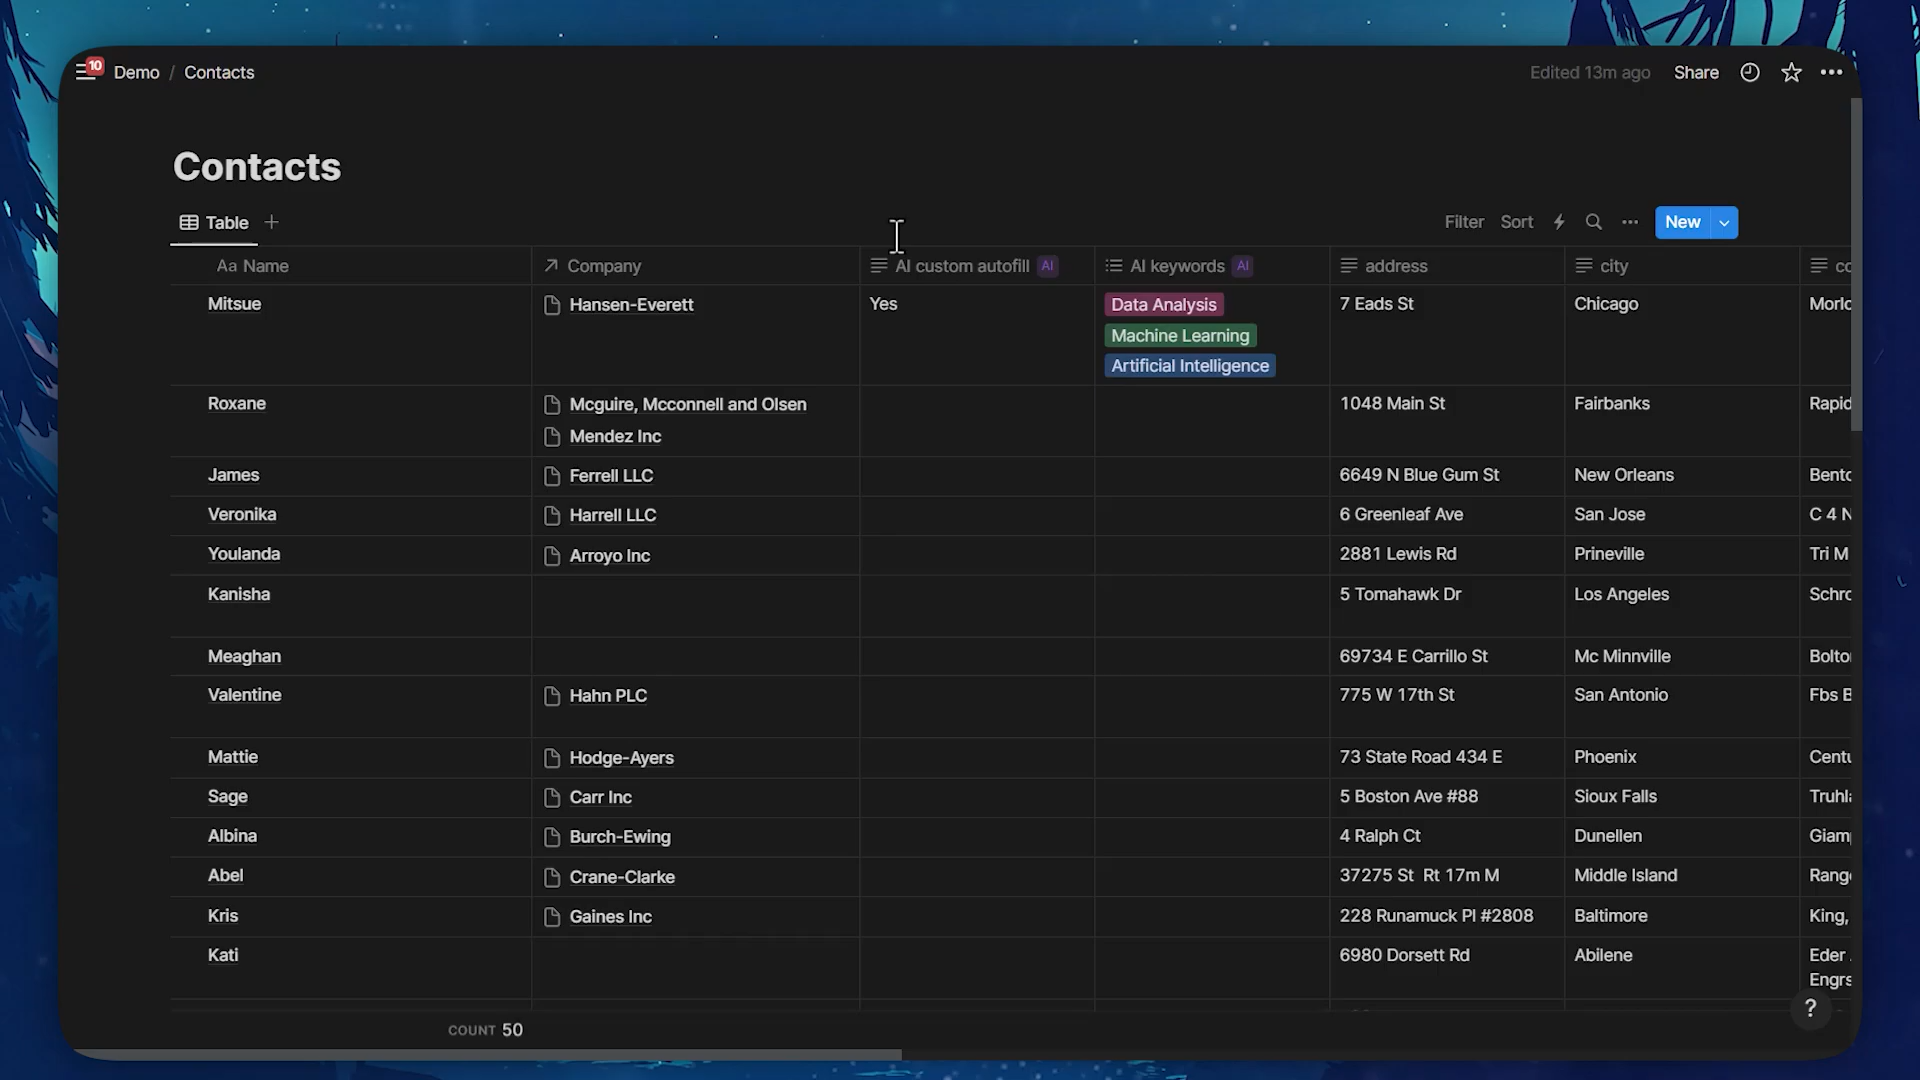 10 Demo / Contacts Edited 13m ago Share
Contacts
Table Filter Sort New
Aa Name Company AI custom autofill AI AI keywords AI address city
Mitsue Hansen-Everett Yes Data Analysis 7 Eads St Chicago
Machine Learning
Artificial Intelligence
Roxane Mcguire, Mcconnell and Olsen 1048 Main St Fairbanks Rapid
Mendez Inc
James Ferrell LLC 6649 N Blue Gum St New Orleans
Veronika Harrell LLC 6 Greenleaf Ave San Jose C 4 N
Youlanda Arroyo Inc 2881 Lewis Rd Prineville Tri M
Kanisha 5 Tomahawk Dr Los Angeles
Meaghan 69734 E Carrillo St Mc Minnville
Valentine Hahn PLC 775 W 17th St San Antonio Fbs B
Mattie Hodge-Ayers 73 State Road 434 E Phoenix
Sage Carr Inc 5 Boston Ave #88 Sioux Falls
Albina Burch-Ewing 4 Ralph Ct Dunellen
Abel Crane-Clarke 37275 St Rt 17m M Middle Island
Kris Gaines Inc 228 Runamuck Pl #2808 Baltimore King,
Kati 6980 Dorsett Rd Abilene Eder
Engrs
COUNT 50
?